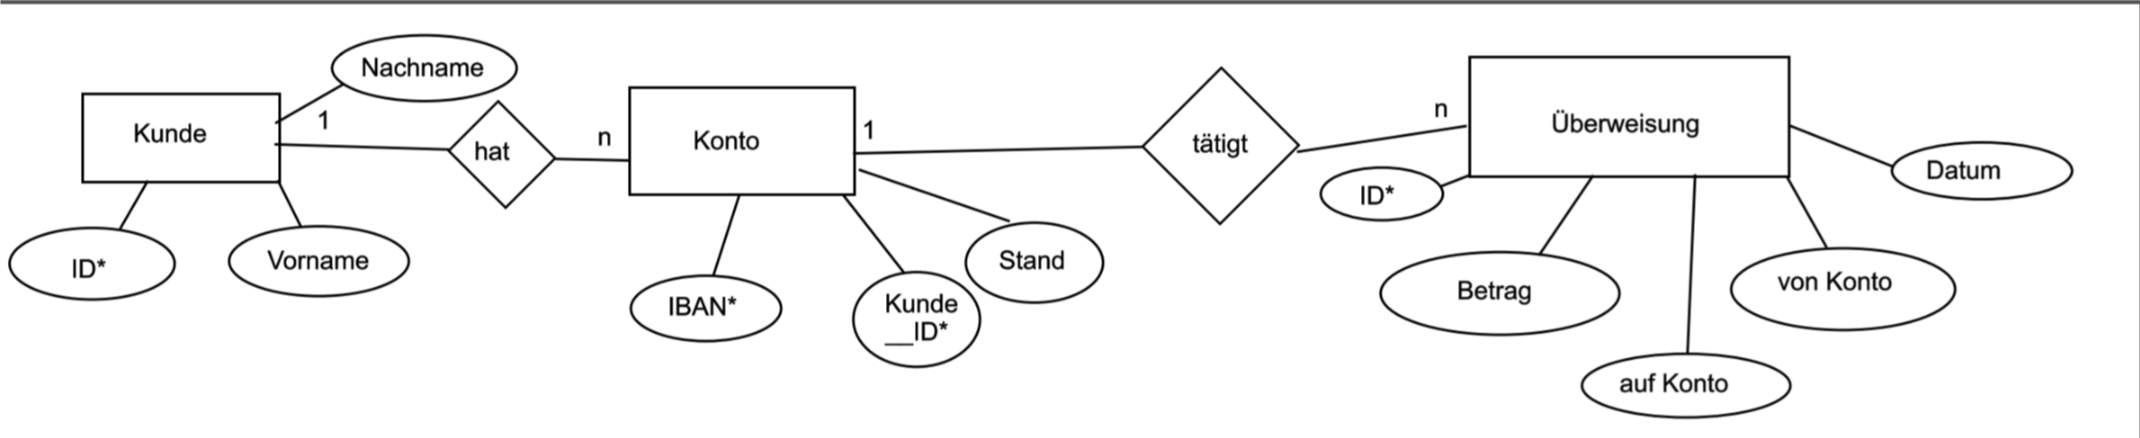 Nachname
Kunde
1
hat
n
Konto
1
tätigt
n
Überweisung
ID*
Vorname
IBAN*
Kunde
__ID*
Stand
ID*
Betrag
auf Konto
von Konto
Datum